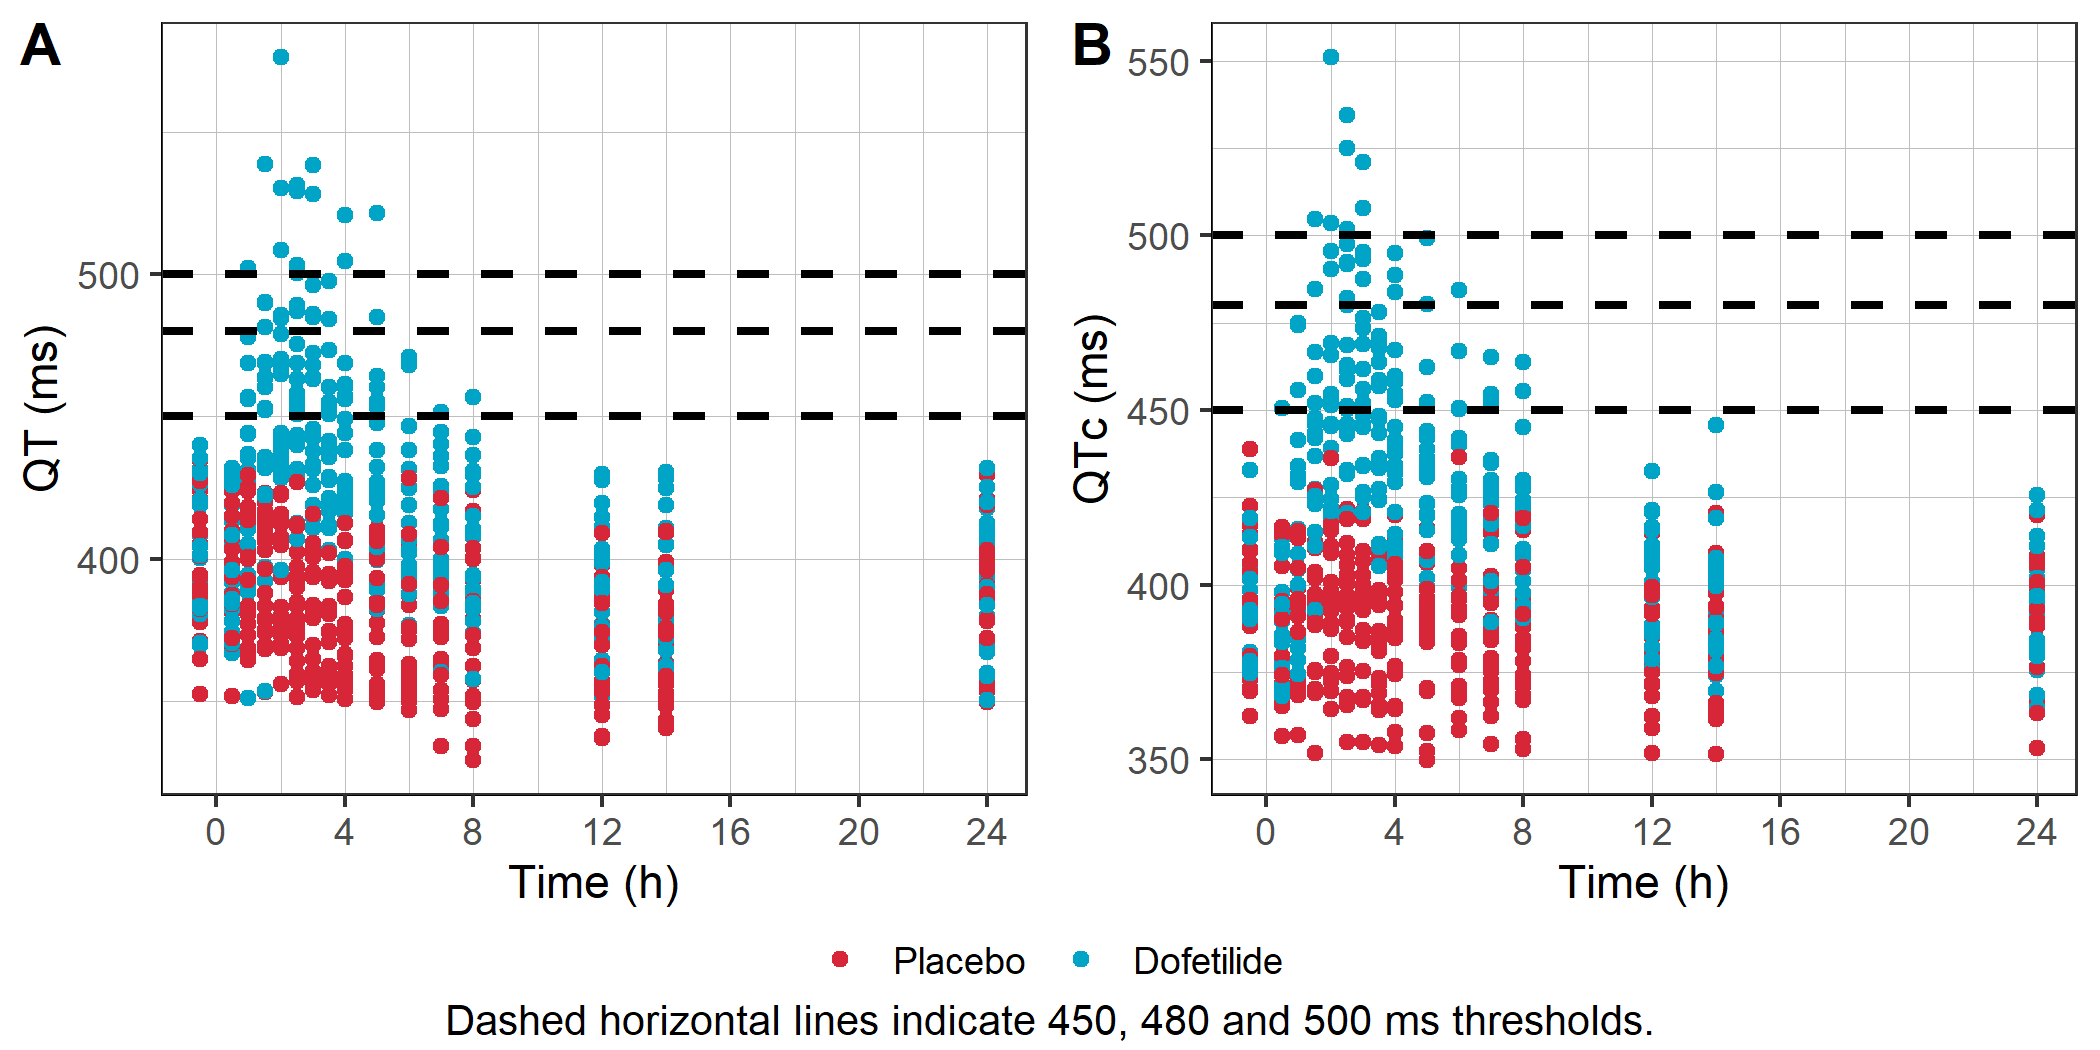 A
QT (ms)
500
400
0 4 8 12 16 20 24
Time (h)
B
QTc (ms)
550
500
450
400
350
0 4 8 12 16 20 24
Time (h)
Placebo Dofetilide
Dashed horizontal lines indicate 450, 480 and 500 ms thresholds.